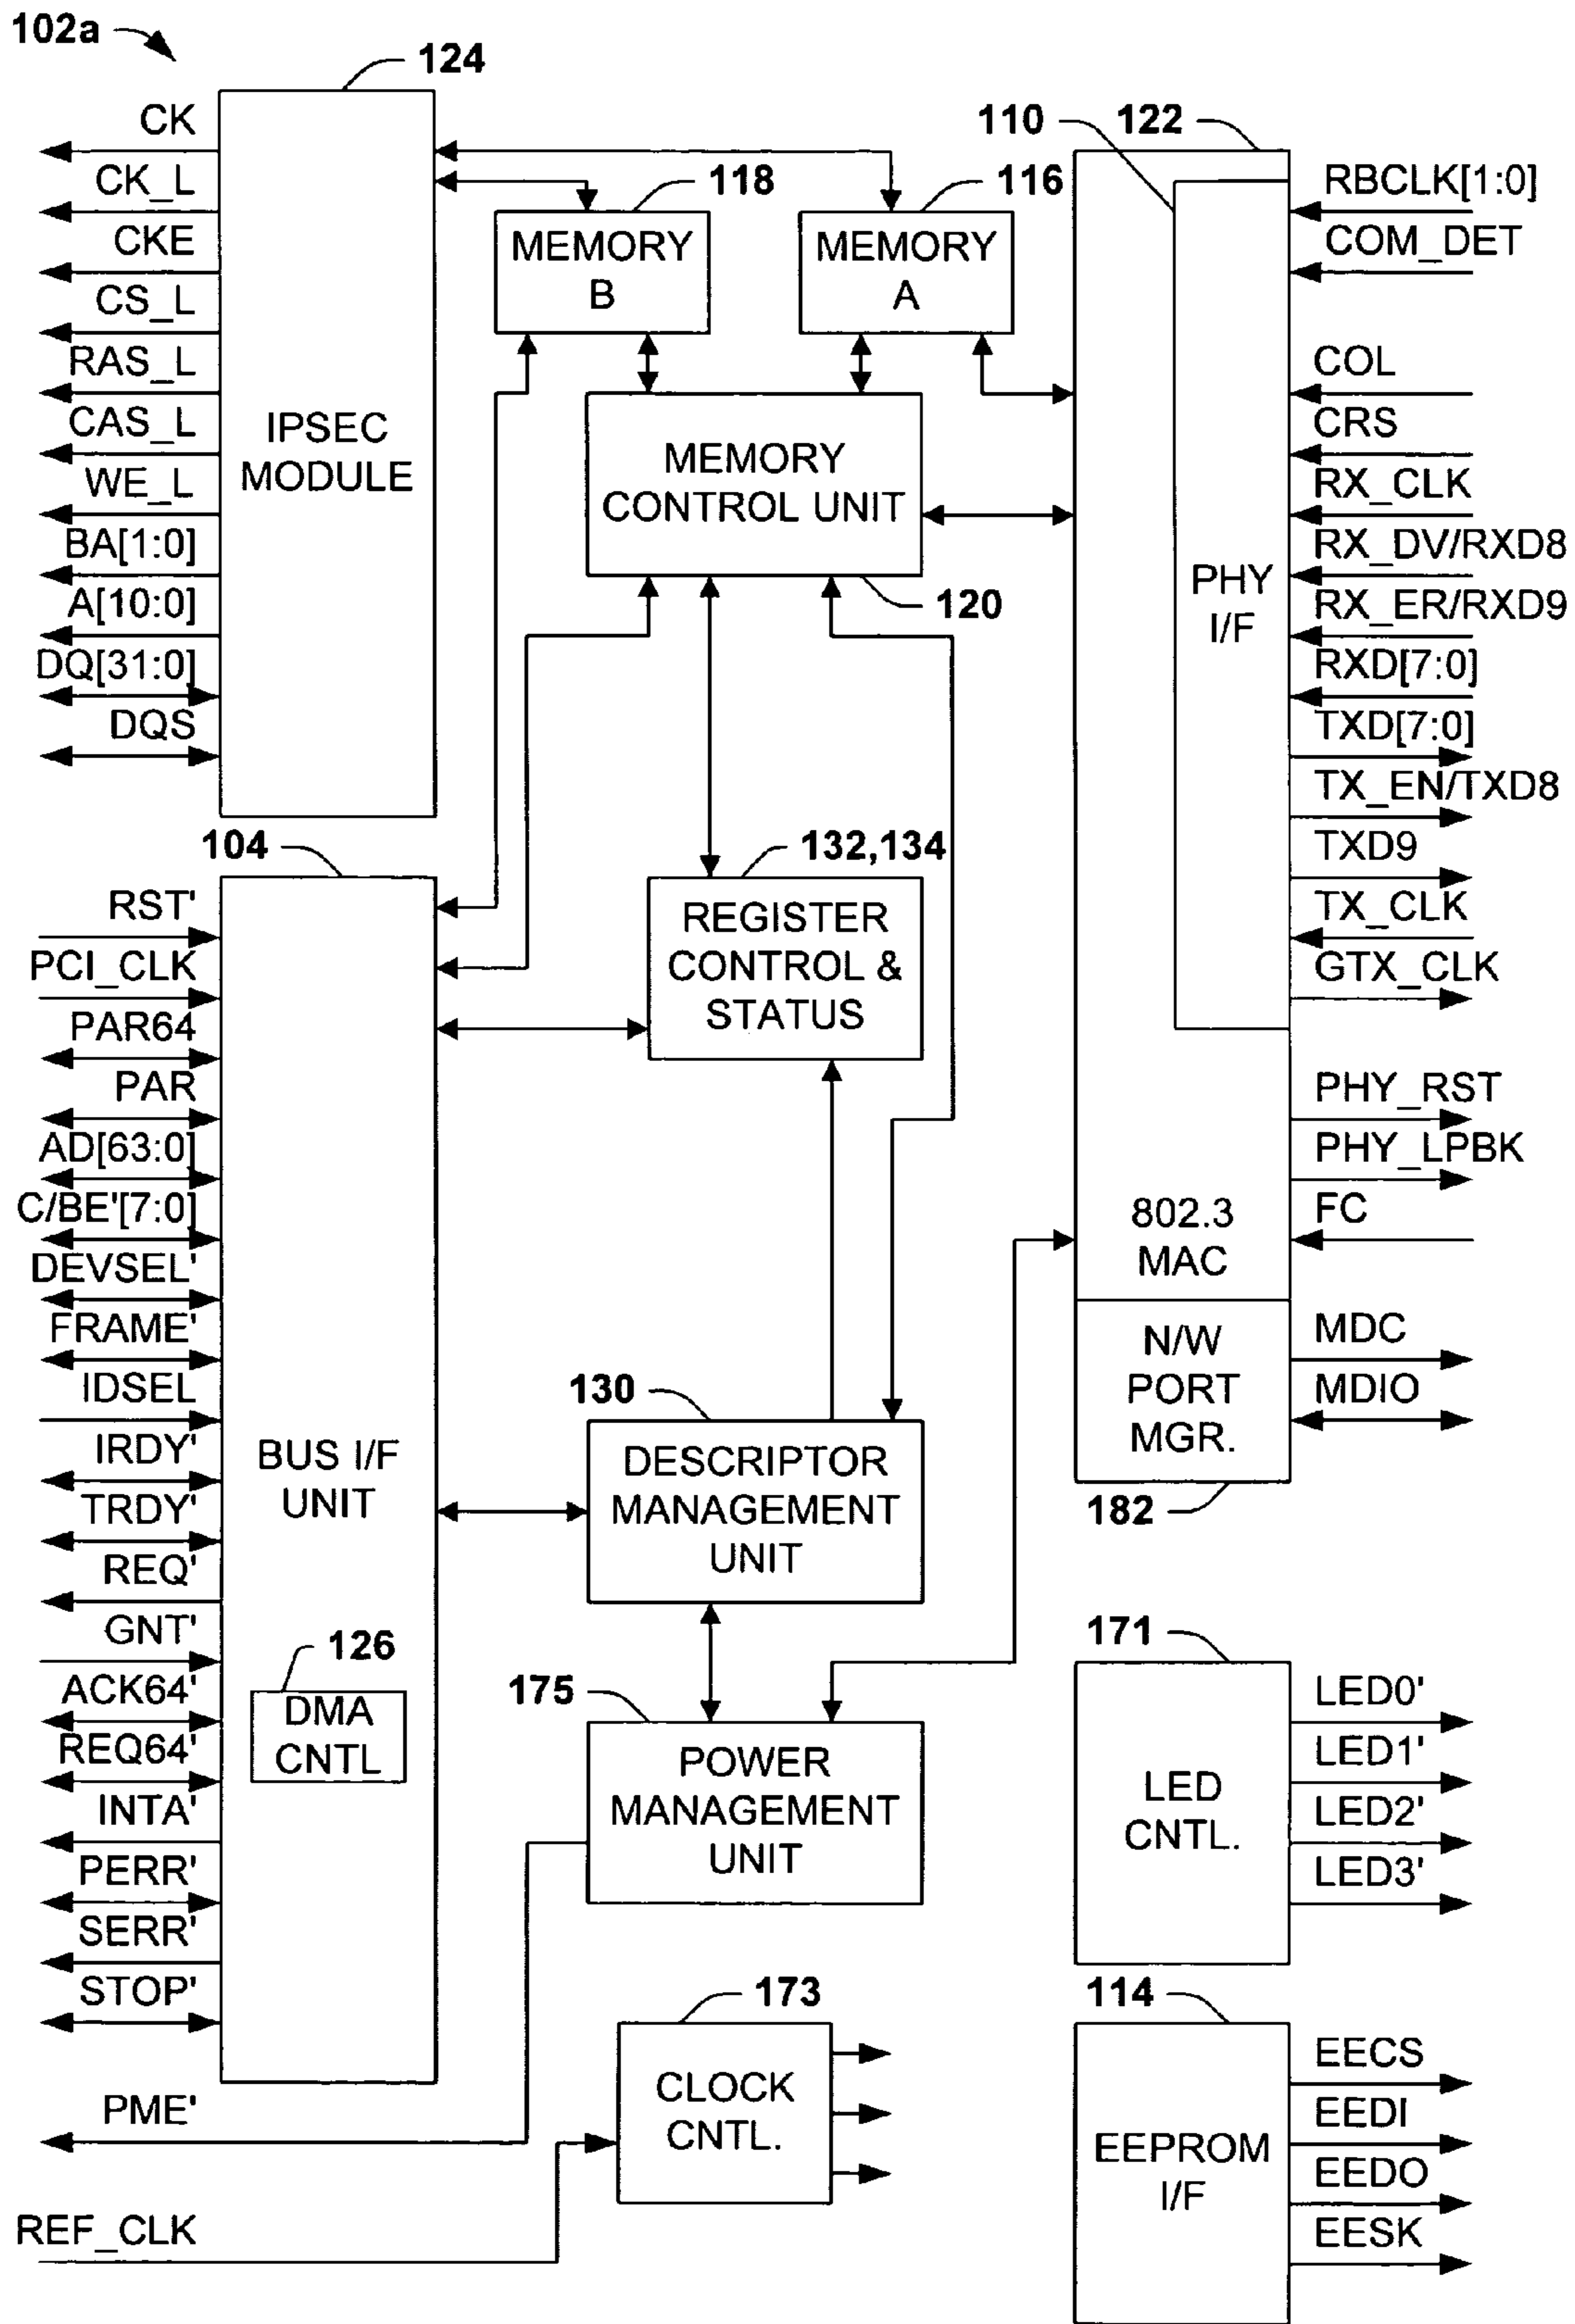 102a
124
CK
CK_L
CKE
CS_L
RAS_L
CAS_L
WE_L
BA[1:0]
A[10:0]
DQ[31:0]
DQS
IPSEC
MODULE
118
MEMORY
B
116
MEMORY
A
MEMORY
CONTROL UNIT
120
110
122
PHY
I/F
RBCLK[1:0]
COM_DET
COL
CRS
RX_CLK
RX_DV/RXD8
RX_ER/RXD9
RXD[7:0]
TXD[7:0]
TX_EN/TXD8
TXD9
TX_CLK
GTX_CLK
PHY_RST
PHY_LPBK
FC
802.3
MAC
N/W
PORT
MGR.
MDC
MDIO
182
104
RST'
PCI_CLK
PAR64
PAR
AD[63:0]
C/BE'[7:0]
DEVSEL'
FRAME'
IDSEL
IRDY'
TRDY'
REQ'
GNT'
ACK64'
REQ64'
INTA'
PERR'
SERR'
STOP'
BUS I/F
UNIT
126
DMA
CNTL
132,134
REGISTER
CONTROL &
STATUS
130
DESCRIPTOR
MANAGEMENT
UNIT
175
POWER
MANAGEMENT
UNIT
171
LED
CNTL.
LED0'
LED1'
LED2'
LED3'
PME'
REF_CLK
173
CLOCK
CNTL.
114
EEPROM
I/F
EECS
EEDI
EEDO
EESK